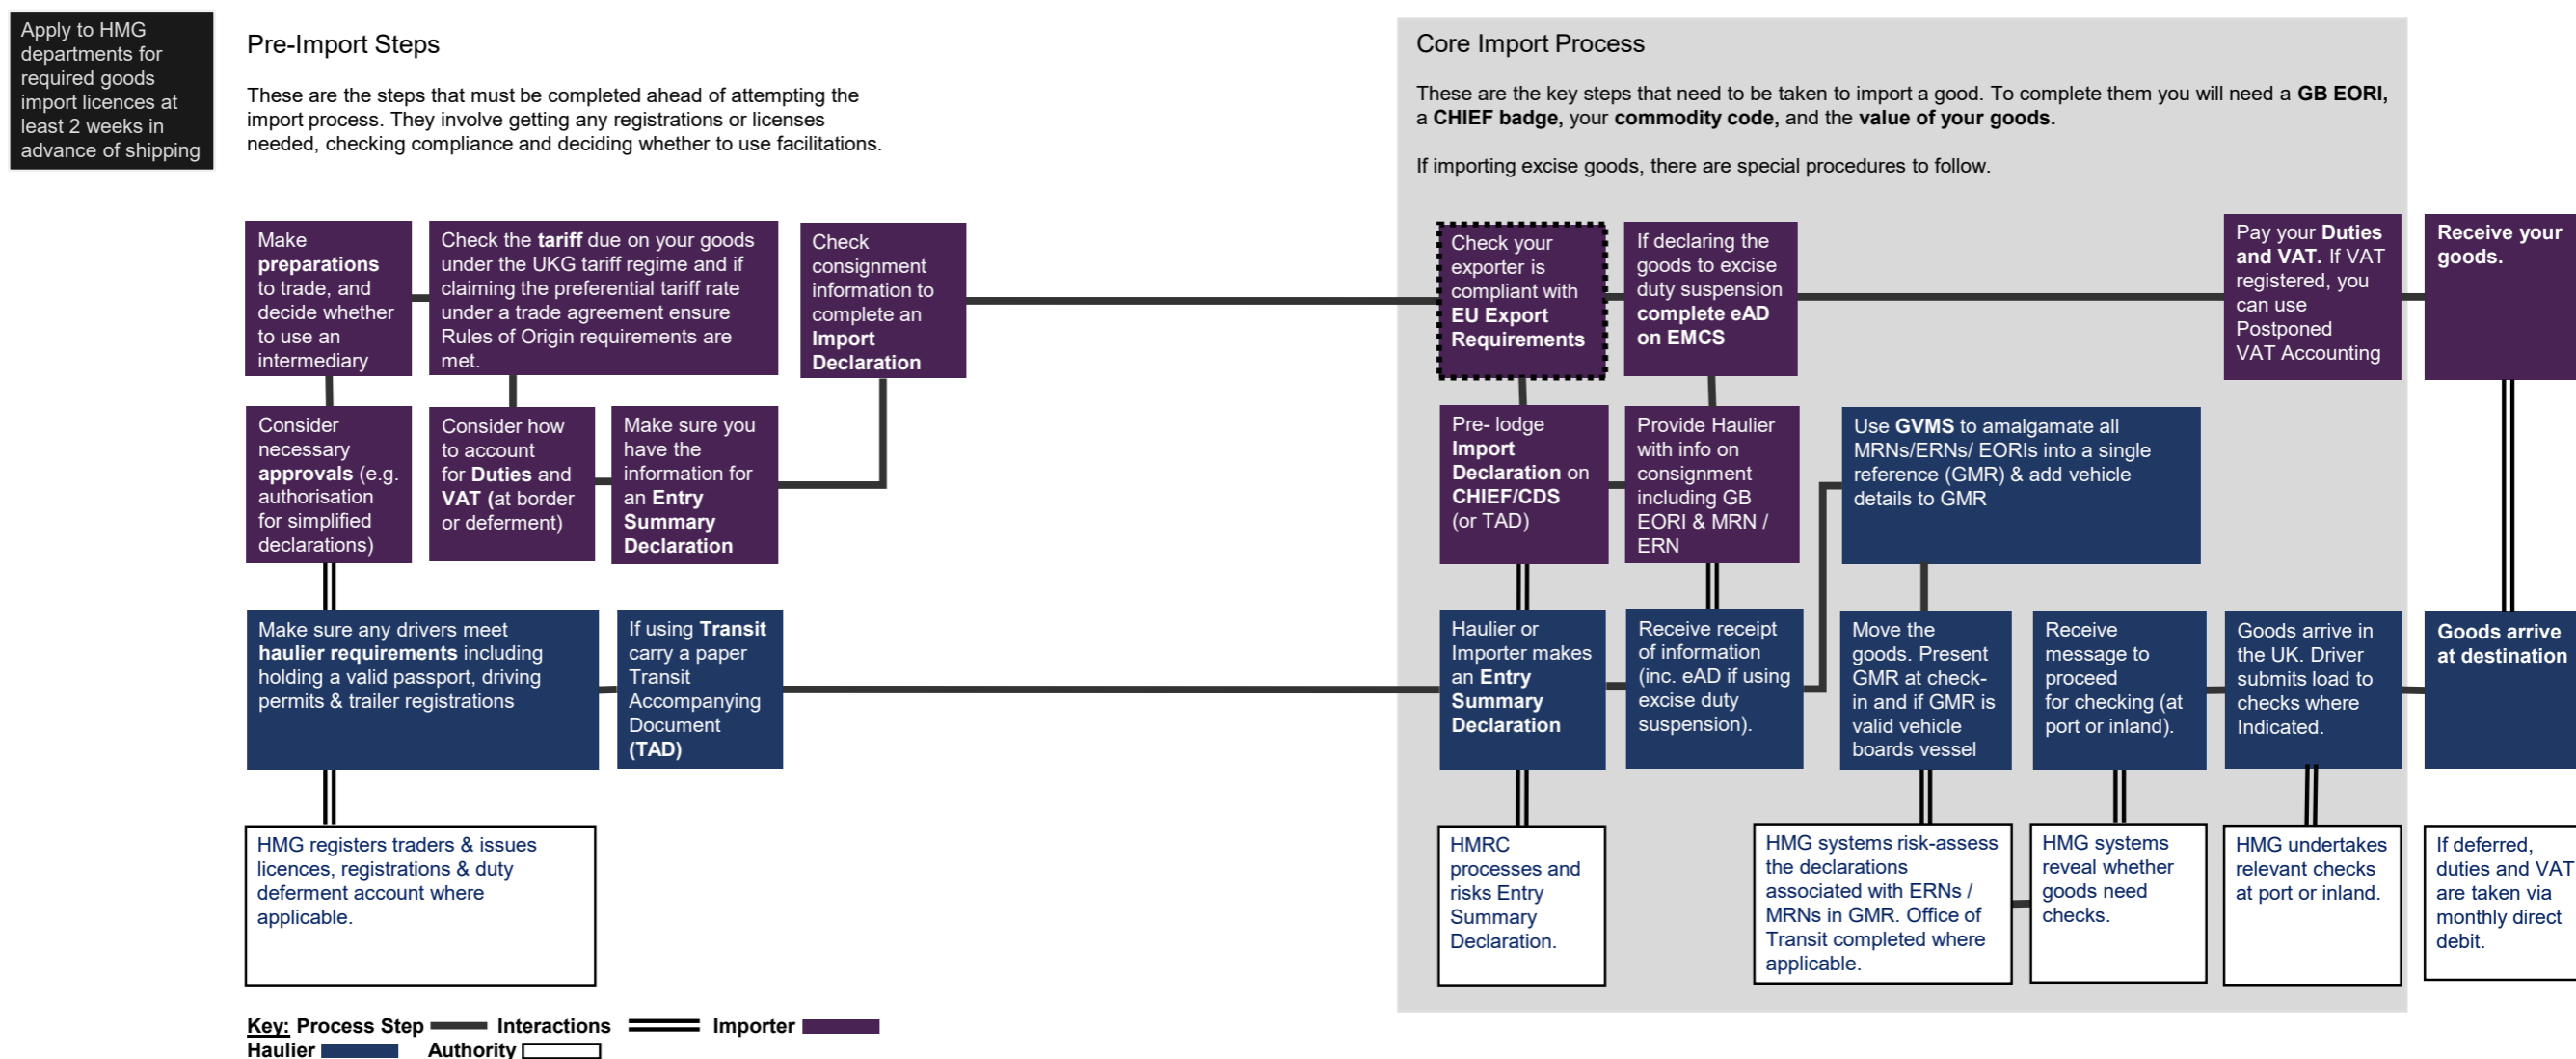 Apply to HMG
departments for
required goods
import licences at
least 2 weeks in
advance of shipping
Pre-Import Steps
These are the steps that must be completed ahead of attempting the
import process. They involve getting any registrations or licenses
needed, checking compliance and deciding whether to use facilitations.
Core Import Process
These are the key steps that need to be taken to import a good. To complete them you will need a GB EORI,
a CHIEF badge, your commodity code, and the value of your goods.
If importing excise goods, there are special procedures to follow.
Make
preparations
to trade, and
decide whether
to use an
intermediary
Check the tariff due on your goods
under the UKG tariff regime and if
claiming the preferential tariff rate
under a trade agreement ensure
Rules of Origin requirements are
met.
Check
consignment
information to
complete an
Import
Declaration
Check your
exporter is
compliant with
EU Export
Requirements
If declaring the
goods to excise
duty suspension
complete eAD
on EMCS
Pay your Duties
and VAT. If VAT
registered, you
can use
Postponed
VAT Accounting
Receive your
goods.
Consider
necessary
approvals (e.g.
authorisation
for simplified
declarations)
Consider how
to account
for Duties and
VAT (at border
or deferment)
Make sure you
have the
information for
an Entry
Summary
Declaration
Pre- lodge
Import
Declaration on
CHIEF/CDS
(or TAD)
Provide Haulier
with info on
consignment
including GB
EORI & MRN /
ERN
Use GVMS to amalgamate all
MRNs/ERNs/ EORIs into a single
reference (GMR) & add vehicle
details to GMR
Make sure any drivers meet
haulier requirements including
holding a valid passport, driving
permits & trailer registrations
If using Transit
carry a paper
Transit
Accompanying
Document
(TAD)
Haulier or
Importer makes
an Entry
Summary
Declaration
Receive receipt
of information
(inc. eAD if using
excise duty
suspension).
Move the
goods. Present
GMR at check-
in and if GMR is
valid vehicle
boards vessel
Receive
message to
proceed
for checking (at
port or inland).
Goods arrive in
the UK. Driver
submits load to
checks where
Indicated.
Goods arrive
at destination
HMG registers traders & issues
licences, registrations & duty
deferment account where
applicable.
HMRC
processes and
risks Entry
Summary
Declaration.
HMG systems risk-assess
the declarations
associated with ERNs /
MRNs in GMR. Office of
Transit completed where
applicable.
HMG systems
reveal whether
goods need
checks.
HMG undertakes
relevant checks
at port or inland.
If deferred,
duties and VAT
are taken via
monthly direct
debit.
Key: Process Step Interactions Importer
Haulier Authority